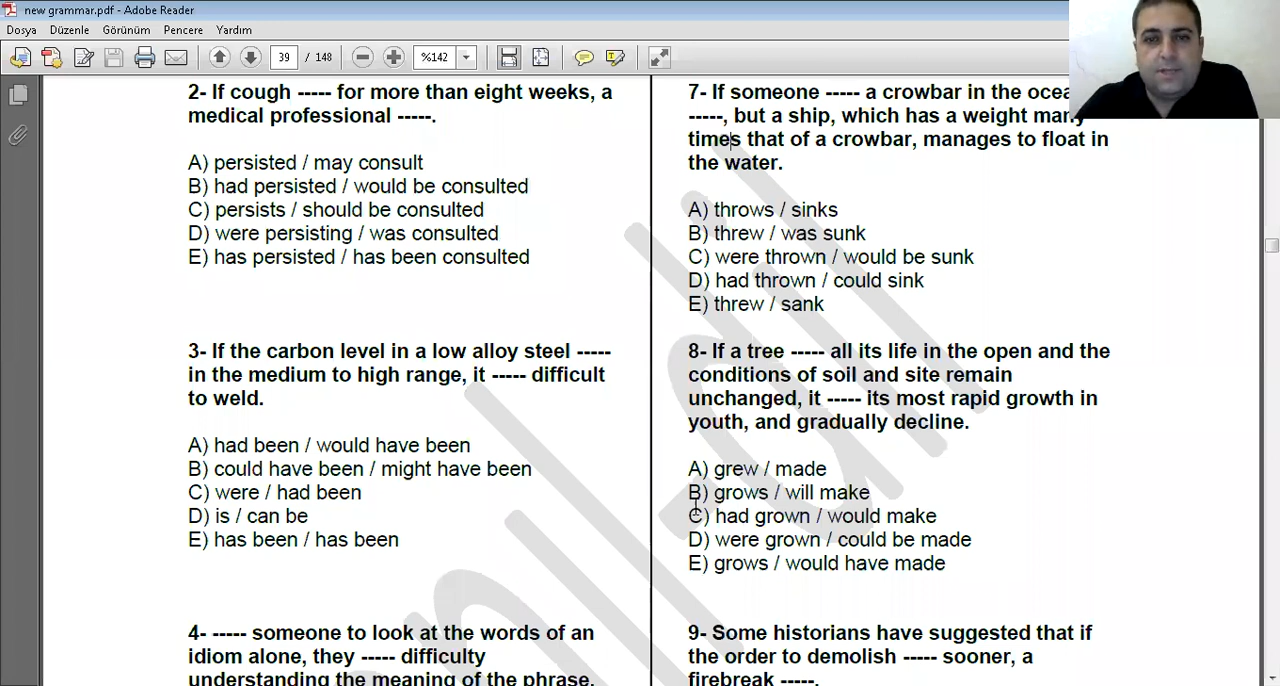 new grammar.pdf - Adobe Reader
Dosya Düzenle Görünüm Pencere Yardım
39 / 148 %142
2- If cough ----- for more than eight weeks, a
medical professional -----.
A) persisted / may consult
B) had persisted / would be consulted
C) persists / should be consulted
D) were persisting / was consulted
E) has persisted / has been consulted
3- If the carbon level in a low alloy steel -----
in the medium to high range, it ----- difficult
to weld.
A) had been / would have been
B) could have been / might have been
C) were / had been
D) is / can be
E) has been / has been
4- ----- someone to look at the words of an
idiom alone, they ----- difficulty
understanding the meaning of the phrase.
7- If someone ----- a crowbar in the
-----, but a ship, which has a weight many
times that of a crowbar, manages to float in
the water.
A) throws / sinks
B) threw / was sunk
C) were thrown / would be sunk
D) had thrown / could sink
E) threw / sank
8- If a tree ----- all its life in the open and the
conditions of soil and site remain
unchanged, it ----- its most rapid growth in
youth, and gradually decline.
A) grew / made
B) grows / will make
C) had grown / would make
D) were grown / could be made
E) grows / would have made
9- Some historians have suggested that if
the order to demolish ----- sooner, a
firebreak -----.